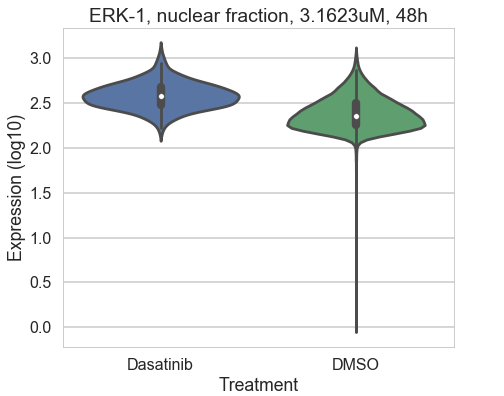 ERK-1, nuclear fraction, 3.1623uM, 48h
Expression (log10)
3.0
2.5
2.0
1.5
1.0
0.5
0.0
Dasatinib
DMSO
Treatment